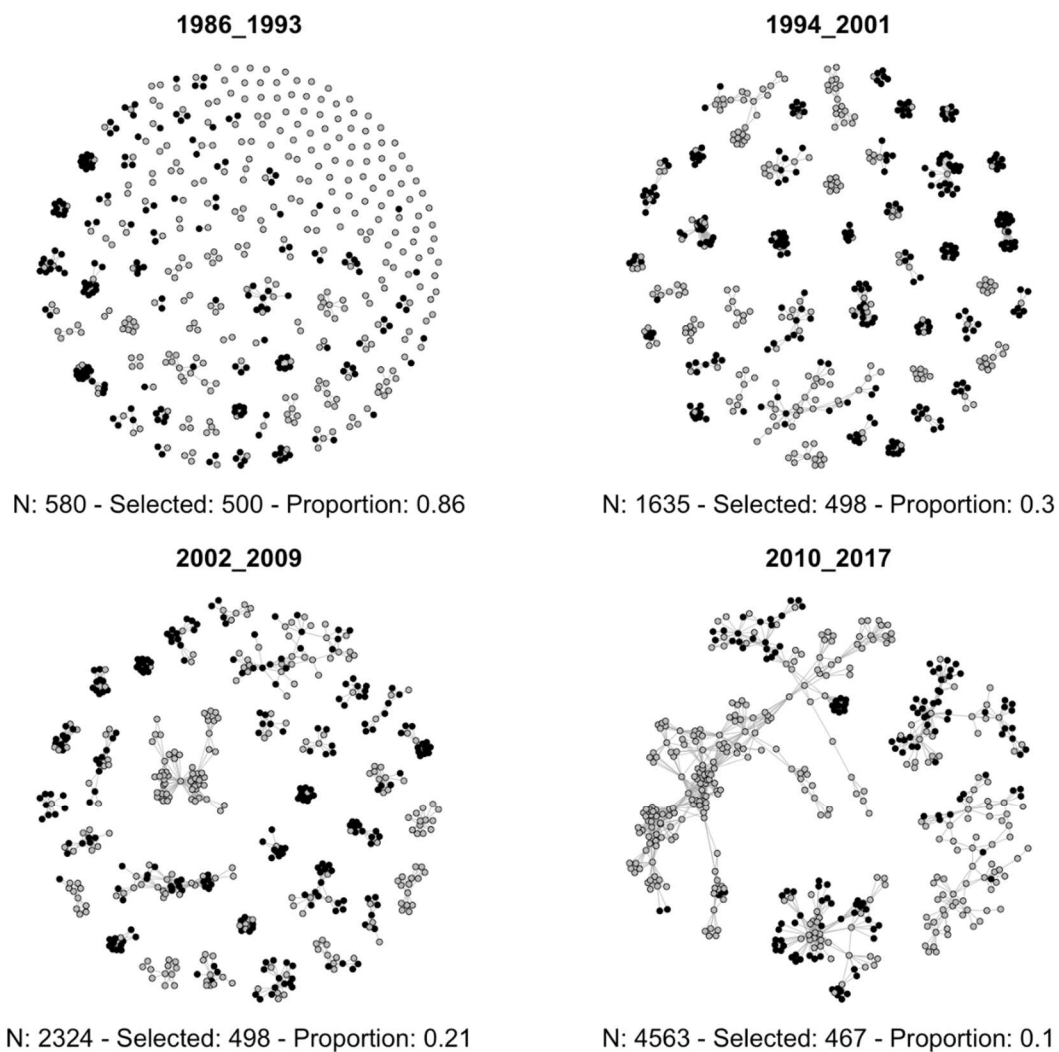 1986_1993
1994_2001
N: 580 - Selected: 500 - Proportion: 0.86
N: 1635 - Selected: 498 - Proportion: 0.3
2002_2009
2010_2017
N: 2324 - Selected: 498 - Proportion: 0.21
N: 4563 - Selected: 467 - Proportion: 0.1